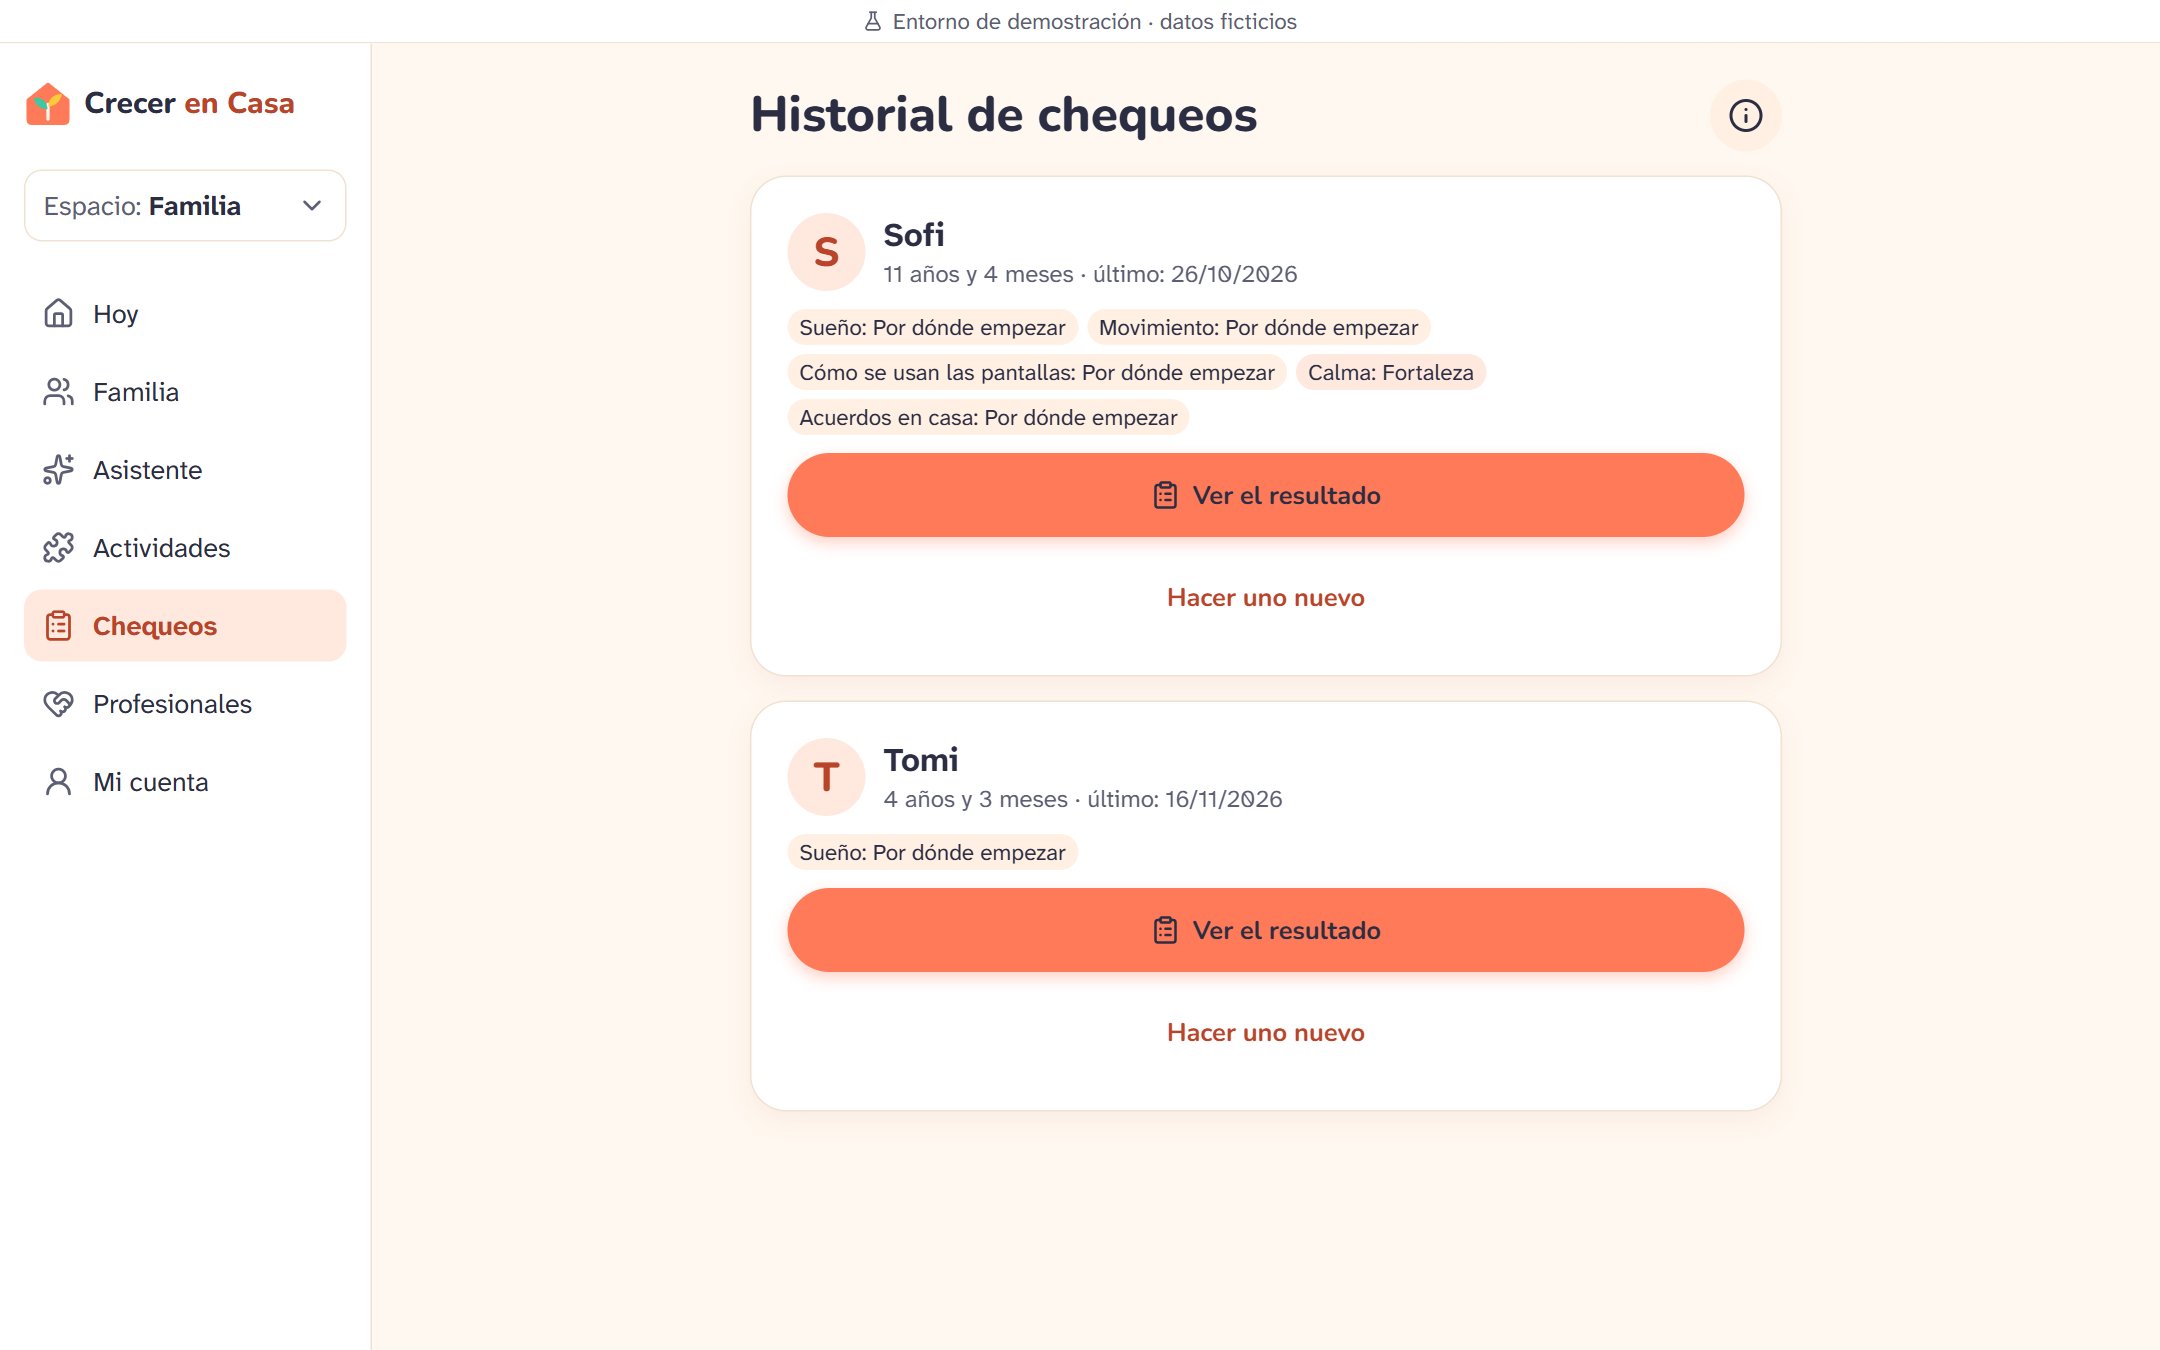 Entorno de demostración · datos ficticios
Crecer en Casa
Espacio: Familia
Hoy
Familia
Asistente
Actividades
Chequeos
Profesionales
Mi cuenta
Historial de chequeos
S
Sofi
11 años y 4 meses · último: 26/10/2026
Sueño: Por dónde empezar
Movimiento: Por dónde empezar
Cómo se usan las pantallas: Por dónde empezar
Calma: Fortaleza
Acuerdos en casa: Por dónde empezar
Ver el resultado
Hacer uno nuevo
T
Tomi
4 años y 3 meses · último: 16/11/2026
Sueño: Por dónde empezar
Ver el resultado
Hacer uno nuevo